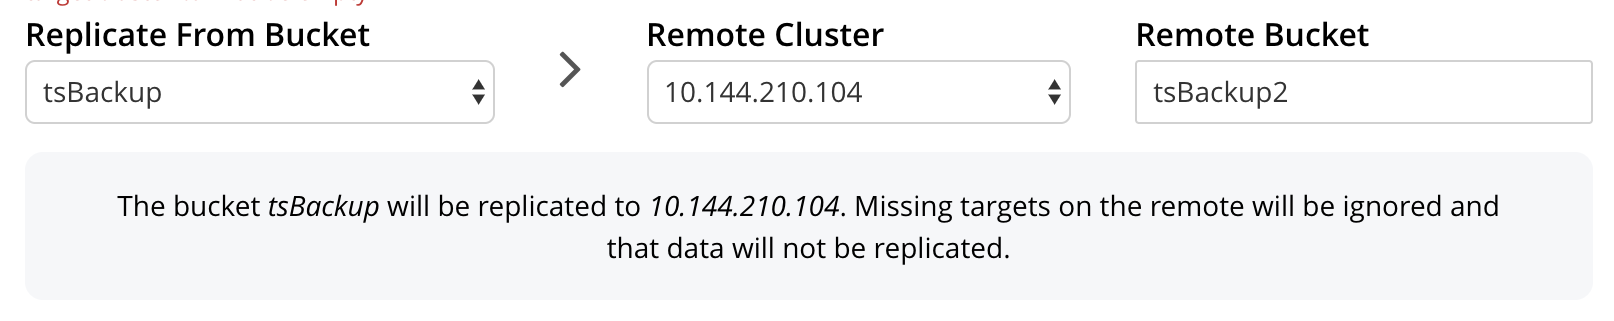 Replicate From Bucket
Remote Cluster
Remote Bucket
tsBackup
10.144.210.104
tsBackup2
The bucket tsBackup will be replicated to 10.144.210.104. Missing targets on the remote will be ignored and
that data will not be replicated.